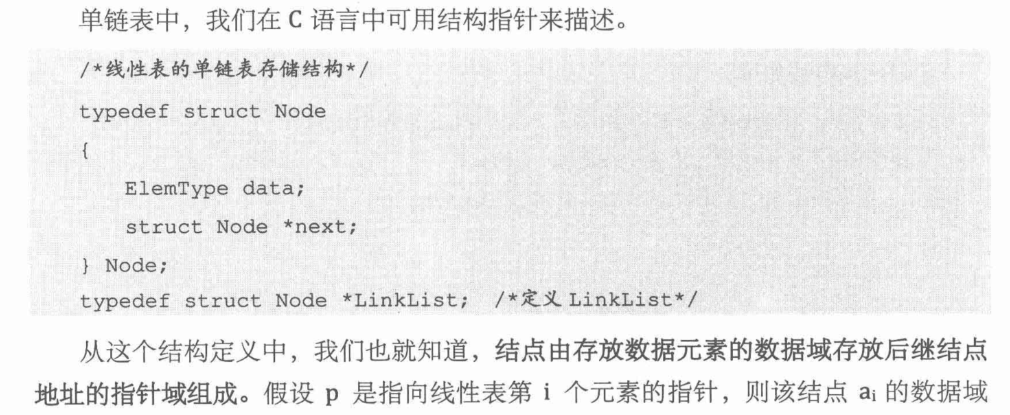 单链表中，我们在 C 语言中可用结构指针来描述。
/*线性表的单链表存储结构*/
typedef struct Node
{
ElemType data;
struct Node *next;
} Node;
typedef struct Node *LinkList; /*定义 LinkList*/
从这个结构定义中，我们也就知道，结点由存放数据元素的数据域存放后继结点
地址的指针域组成。假设 p 是指向线性表第 i 个元素的指针，则该结点 aᵢ 的数据域